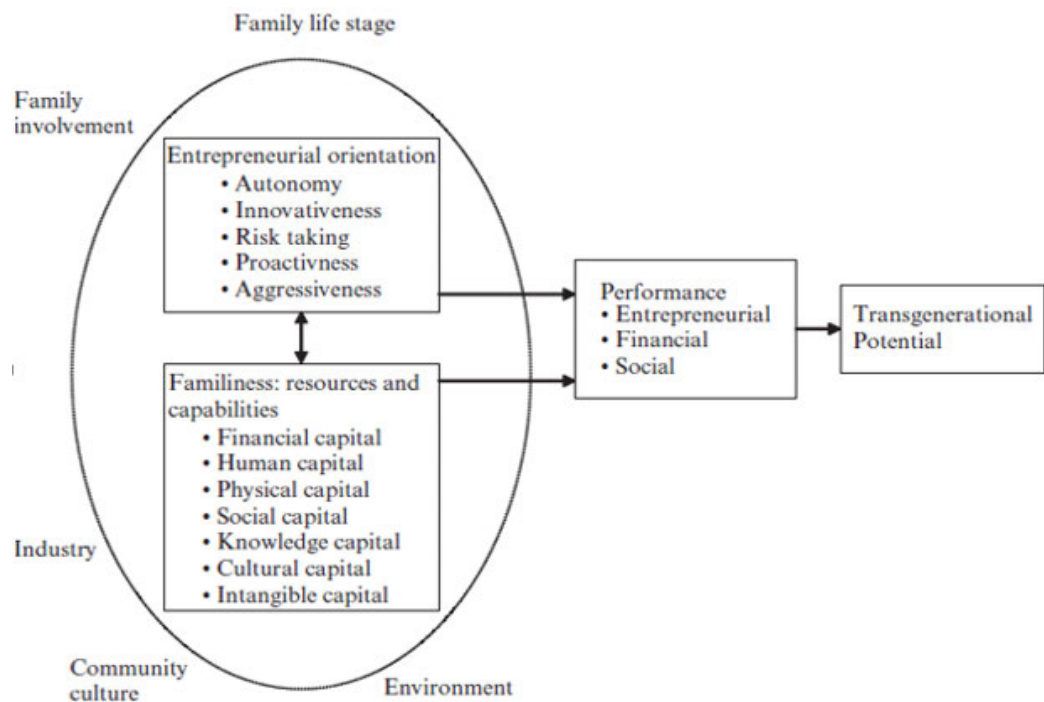 Family life stage
Family
involvement
Entrepreneurial orientation
• Autonomy
• Innovativeness
• Risk taking
• Proactivness
• Aggressiveness
Familiness: resources and
capabilities
• Financial capital
• Human capital
• Physical capital
• Social capital
• Knowledge capital
• Cultural capital
• Intangible capital
Performance
• Entrepreneurial
• Financial
• Social
Transgenerational
Potential
Industry
Community
culture
Environment